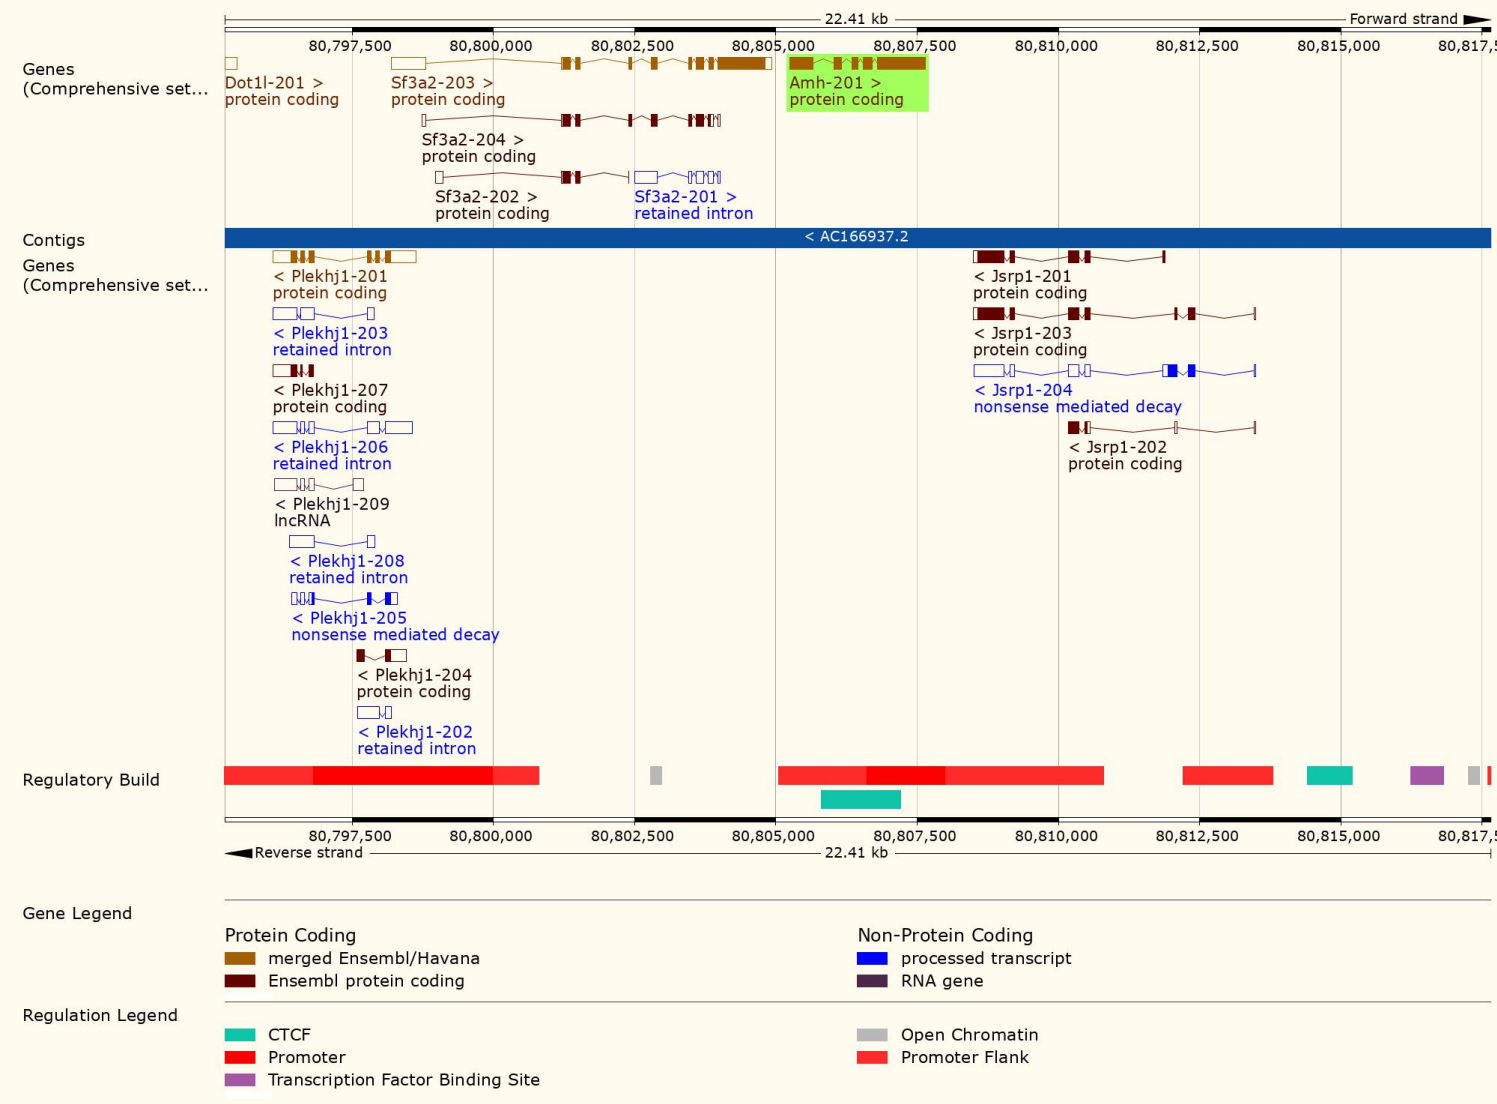 22.41 kb Forward strand
80,797,500 80,800,000 80,802,500 80,805,000 80,807,500 80,810,000 80,812,500 80,815,000 80,817,5
Genes
(Comprehensive set...
Dot1l-201 >
protein coding
Sf3a2-203 >
protein coding
Amh-201 >
protein coding
Sf3a2-204 >
protein coding
Sf3a2-202 >
protein coding
Sf3a2-201 >
retained intron
Contigs
< AC166937.2
Genes
(Comprehensive set...
< Plekhj1-201
protein coding
< Jsrp1-201
protein coding
< Plekhj1-203
retained intron
< Jsrp1-203
protein coding
< Plekhj1-207
protein coding
< Jsrp1-204
nonsense mediated decay
< Plekhj1-206
retained intron
< Jsrp1-202
protein coding
< Plekhj1-209
lncRNA
< Plekhj1-208
retained intron
< Plekhj1-205
nonsense mediated decay
< Plekhj1-204
protein coding
< Plekhj1-202
retained intron
Regulatory Build
80,797,500 80,800,000 80,802,500 80,805,000 80,807,500 80,810,000 80,812,500 80,815,000 80,817,5
Reverse strand 22.41 kb
Gene Legend
Protein Coding
merged Ensembl/Havana
Ensembl protein coding
Non-Protein Coding
processed transcript
RNA gene
Regulation Legend
CTCF
Promoter
Transcription Factor Binding Site
Open Chromatin
Promoter Flank